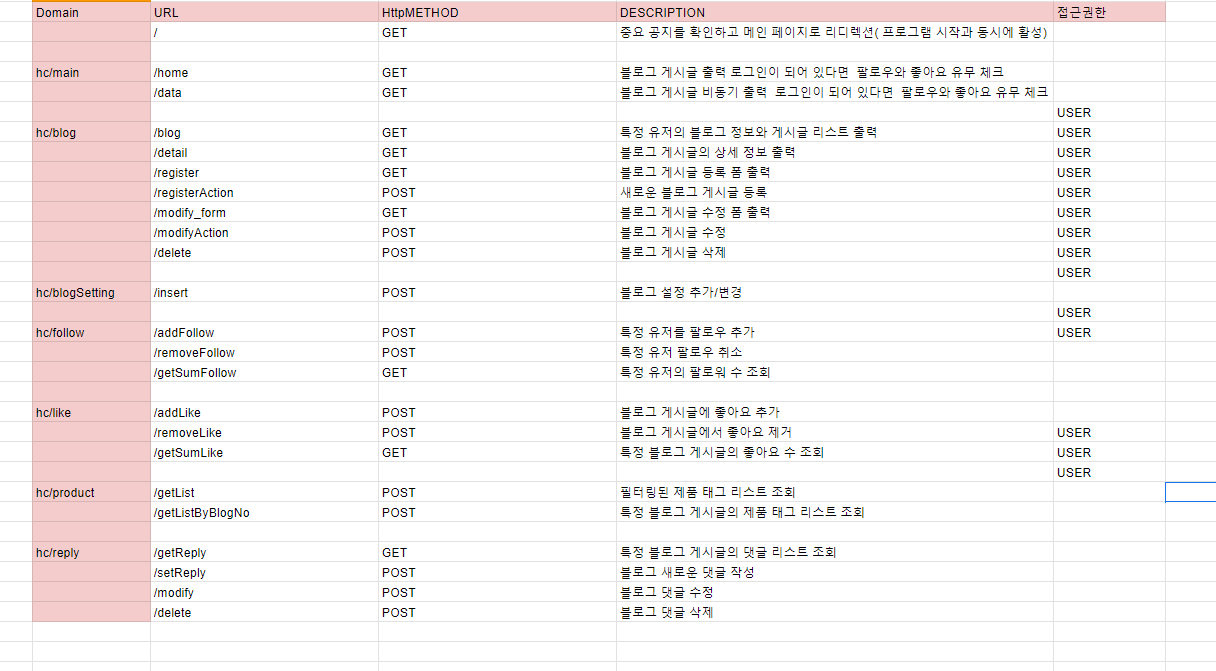 Domain URL HttpMETHOD DESCRIPTION 접근권한
/ GET 중요 공지를 확인하고 메인 페이지로 리디렉션( 프로그램 시작과 동시에 활성)
hc/main /home GET 블로그 게시글 출력 로그인이 되어 있다면 팔로우와 좋아요 유무 체크
/data GET 블로그 게시글 비동기 출력 로그인이 되어 있다면 팔로우와 좋아요 유무 체크
USER
hc/blog /blog GET 특정 유저의 블로그 정보와 게시글 리스트 출력 USER
/detail GET 블로그 게시글의 상세 정보 출력 USER
/register GET 블로그 게시글 등록 폼 출력 USER
/registerAction POST 새로운 블로그 게시글 등록 USER
/modify_form GET 블로그 게시글 수정 폼 출력 USER
/modifyAction POST 블로그 게시글 수정 USER
/delete POST 블로그 게시글 삭제 USER
USER
hc/blogSetting /insert POST 블로그 설정 추가/변경
USER
hc/follow /addFollow POST 특정 유저를 팔로우 추가 USER
/removeFollow POST 특정 유저 팔로우 취소
/getSumFollow GET 특정 유저의 팔로워 수 조회
hc/like /addLike POST 블로그 게시글에 좋아요 추가
/removeLike POST 블로그 게시글에서 좋아요 제거 USER
/getSumLike GET 특정 블로그 게시글의 좋아요 수 조회 USER
USER
hc/product /getList POST 필터링된 제품 태그 리스트 조회
/getListByBlogNo POST 특정 블로그 게시글의 제품 태그 리스트 조회
hc/reply /getReply GET 특정 블로그 게시글의 댓글 리스트 조회
/setReply POST 블로그 새로운 댓글 작성
/modify POST 블로그 댓글 수정
/delete POST 블로그 댓글 삭제